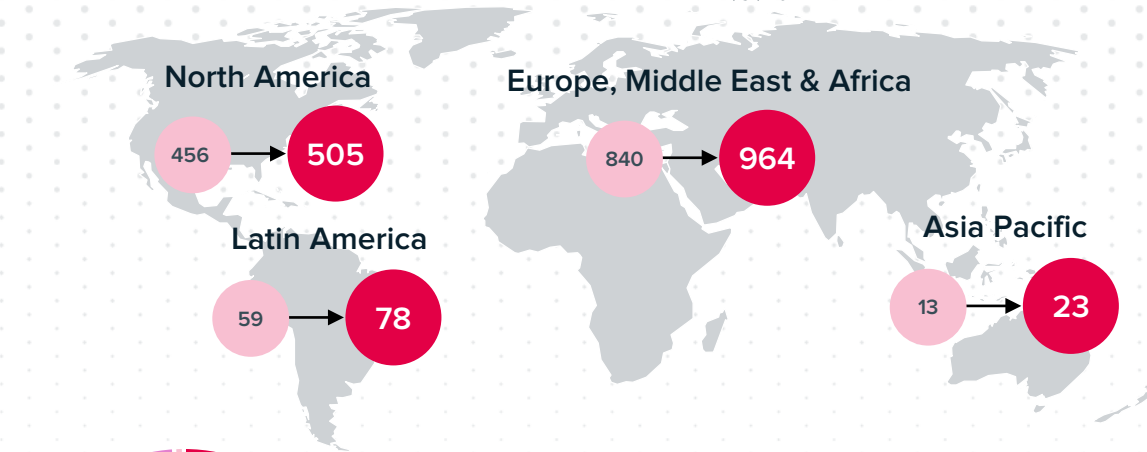 North America
456
505
Europe, Middle East & Africa
840
964
Latin America
59
78
Asia Pacific
13
23